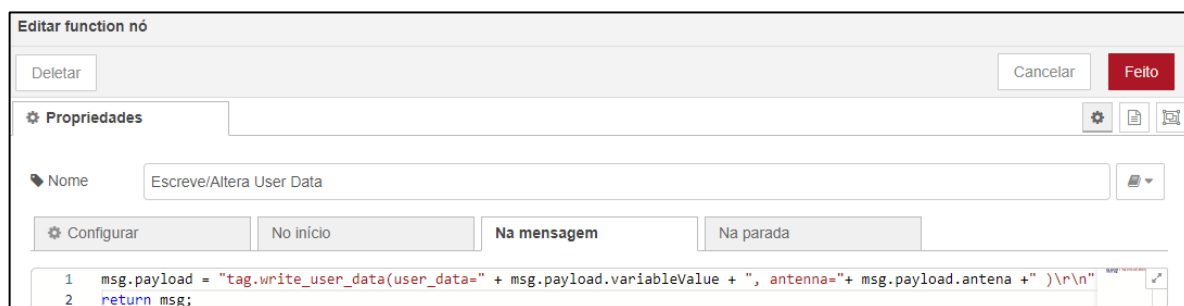 Editar function nó
Deletar
Cancelar
Feito
Propriedades
Nome
Escreve/Altera User Data
Configurar
No início
Na mensagem
Na parada
1 msg.payload = "tag.write_user_data(user_data=" + msg.payload.variableValue + ", antenna="+ msg.payload.antena +" )\r\n"
2 return msg;